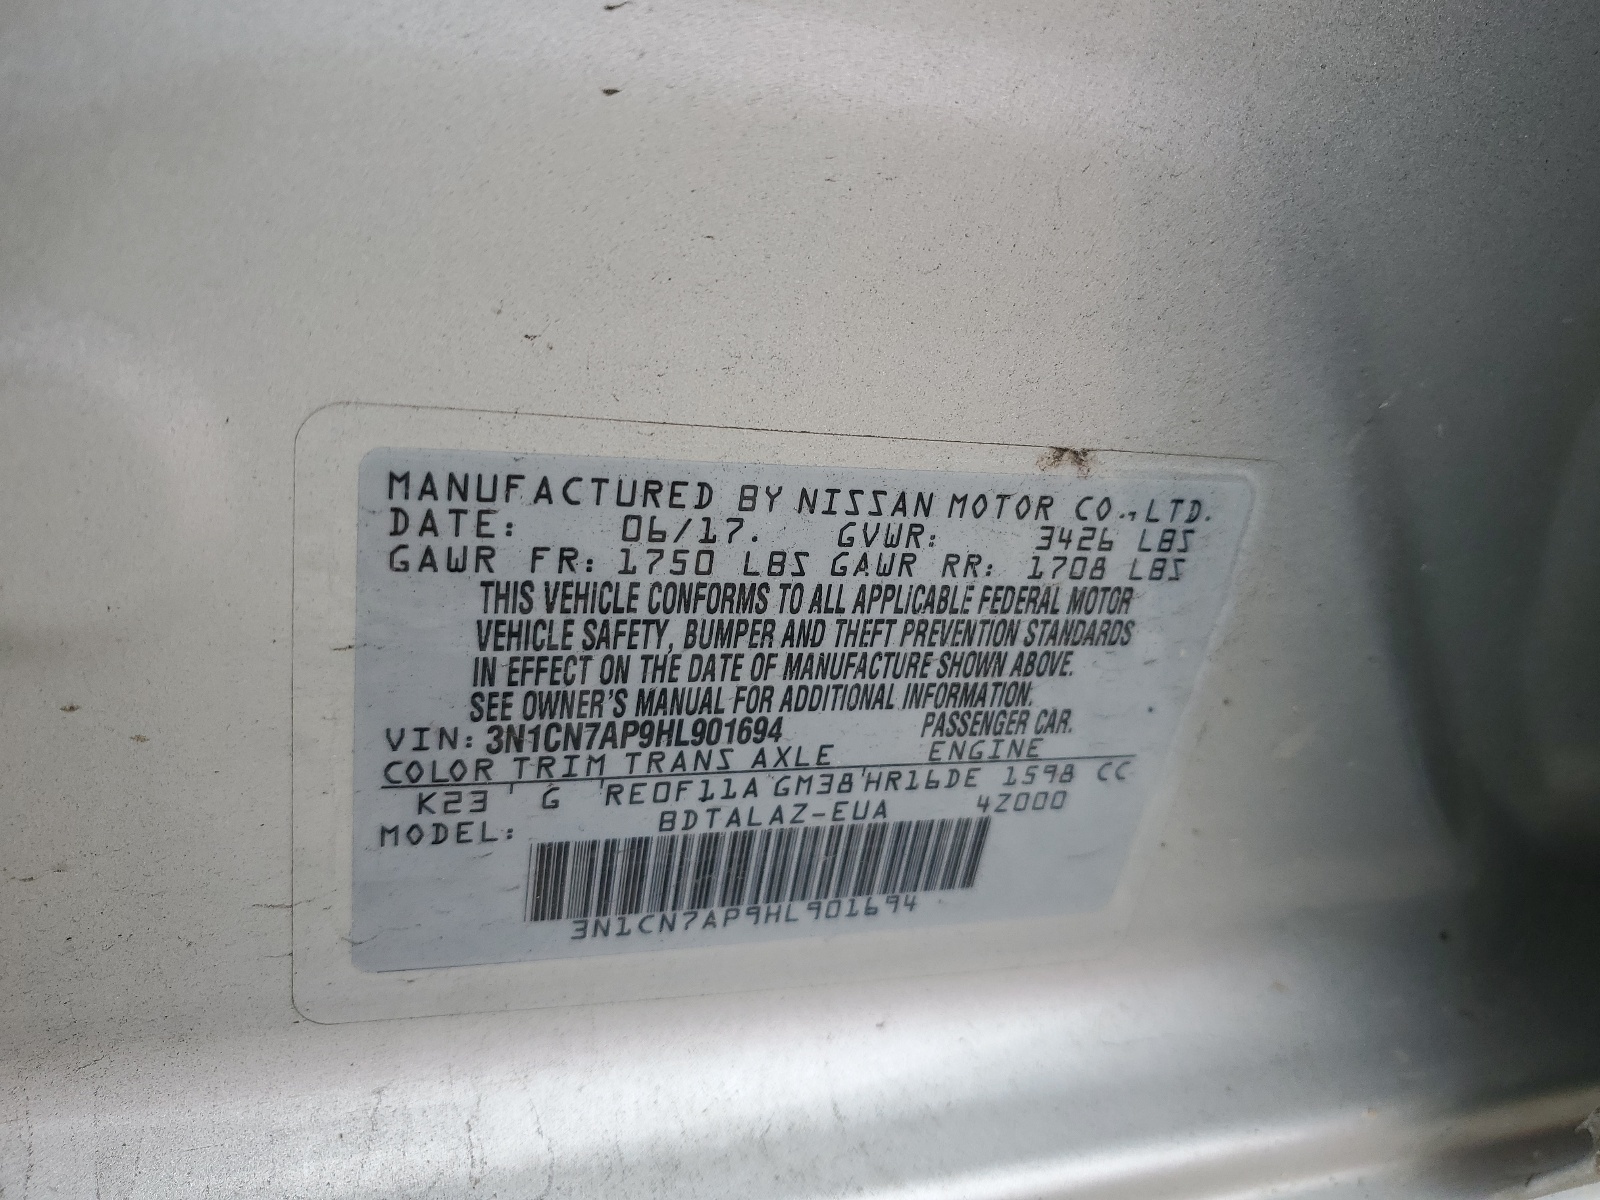 MANUFACTURED BY NISSAN MOTOR CO.,LTD.
DATE: 06/17. GVWR: 3426 LBS
GAWR FR: 1750 LBS GAWR RR: 1708 LBS
THIS VEHICLE CONFORMS TO ALL APPLICABLE FEDERAL MOTOR
VEHICLE SAFETY, BUMPER AND THEFT PREVENTION STANDARDS
IN EFFECT ON THE DATE OF MANUFACTURE SHOWN ABOVE.
SEE OWNER'S MANUAL FOR ADDITIONAL INFORMATION.
VIN: 3N1CN7AP9HL901694 PASSENGER CAR.
COLOR TRIM TRANS AXLE ENGINE
K23 ' G 'RE0F11A GM38'HR16DE 1598 CC
MODEL: BDTALAZ-EUA 4Z000
3N1CN7AP9HL901694